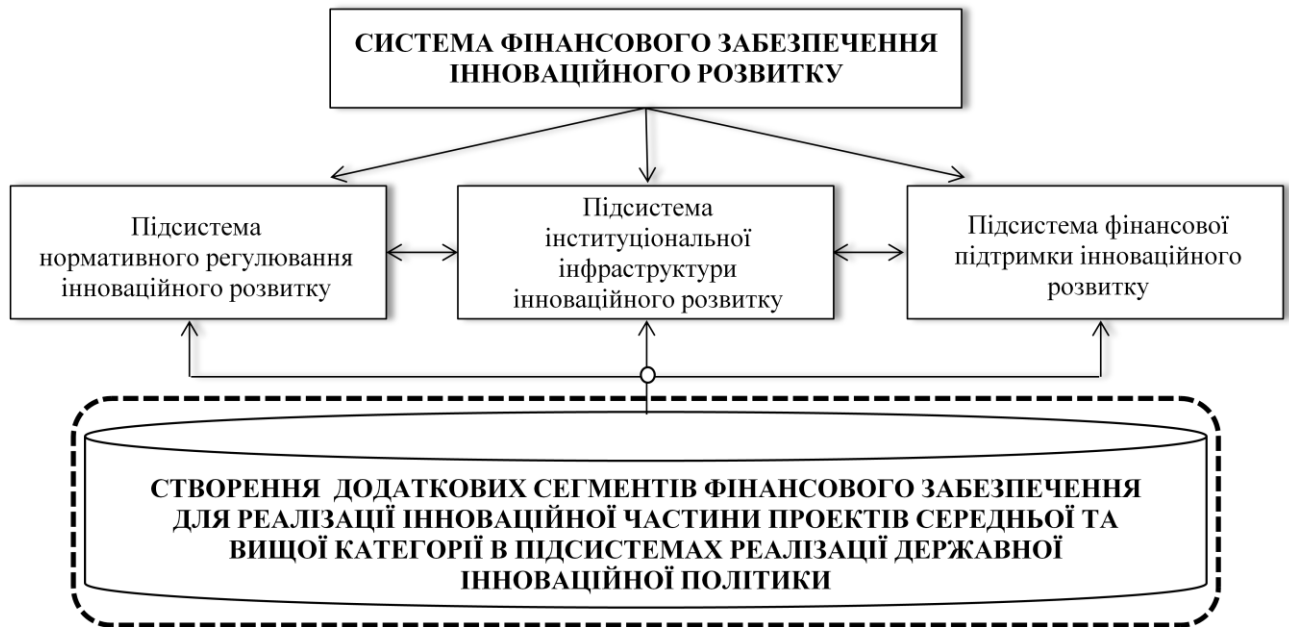 СИСТЕМА ФІНАНСОВОГО ЗАБЕЗПЕЧЕННЯ
ІННОВАЦІЙНОГО РОЗВИТКУ
Підсистема
нормативного регулювання
інноваційного розвитку
Підсистема
інституціональної
інфраструктури
інноваційного розвитку
Підсистема фінансової
підтримки інноваційного
розвитку
СТВОРЕННЯ ДОДАТКОВИХ СЕГМЕНТІВ ФІНАНСОВОГО ЗАБЕЗПЕЧЕННЯ
ДЛЯ РЕАЛІЗАЦІЇ ІННОВАЦІЙНОЇ ЧАСТИНИ ПРОЕКТІВ СЕРЕДНЬОЇ ТА
ВИЩОЇ КАТЕГОРІЇ В ПІДСИСТЕМАХ РЕАЛІЗАЦІЇ ДЕРЖАВНОЇ
ІННОВАЦІЙНОЇ ПОЛІТИКИ